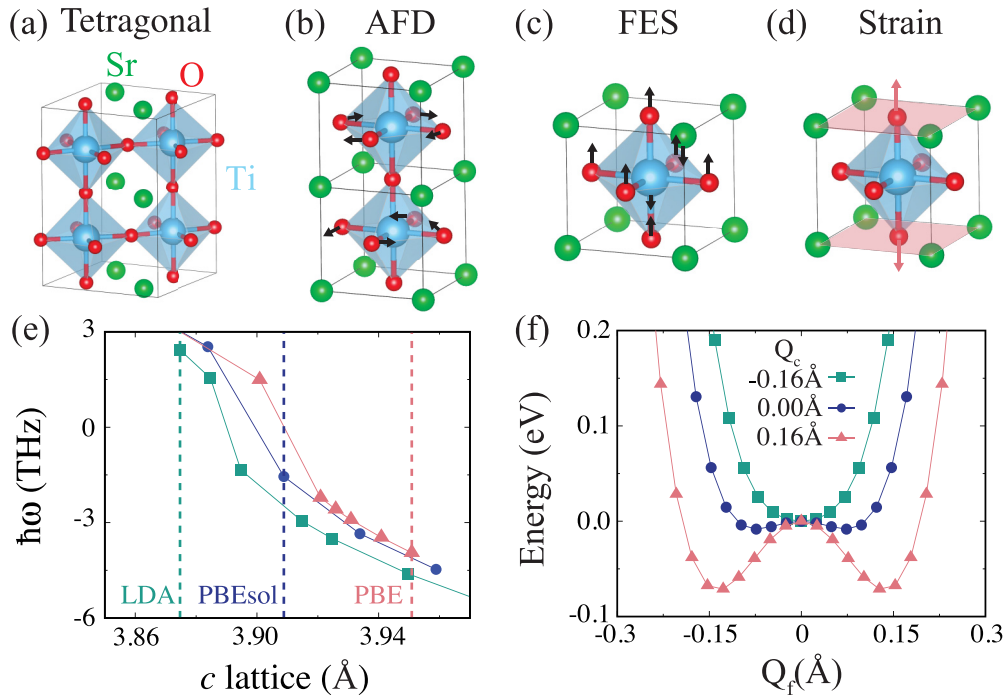 (a) Tetragonal
(b) AFD
(c) FES
(d) Strain
Sr
O
Ti
(e)
ħω (THz)
3
0
-3
-6
LDA
PBEsol
PBE
3.86
3.90
3.94
c lattice (Å)
(f)
Energy (eV)
0.2
0.1
0.0
-0.1
Q_c
-0.16Å
0.00Å
0.16Å
-0.3
-0.15
0
0.15
0.3
Q_f(Å)